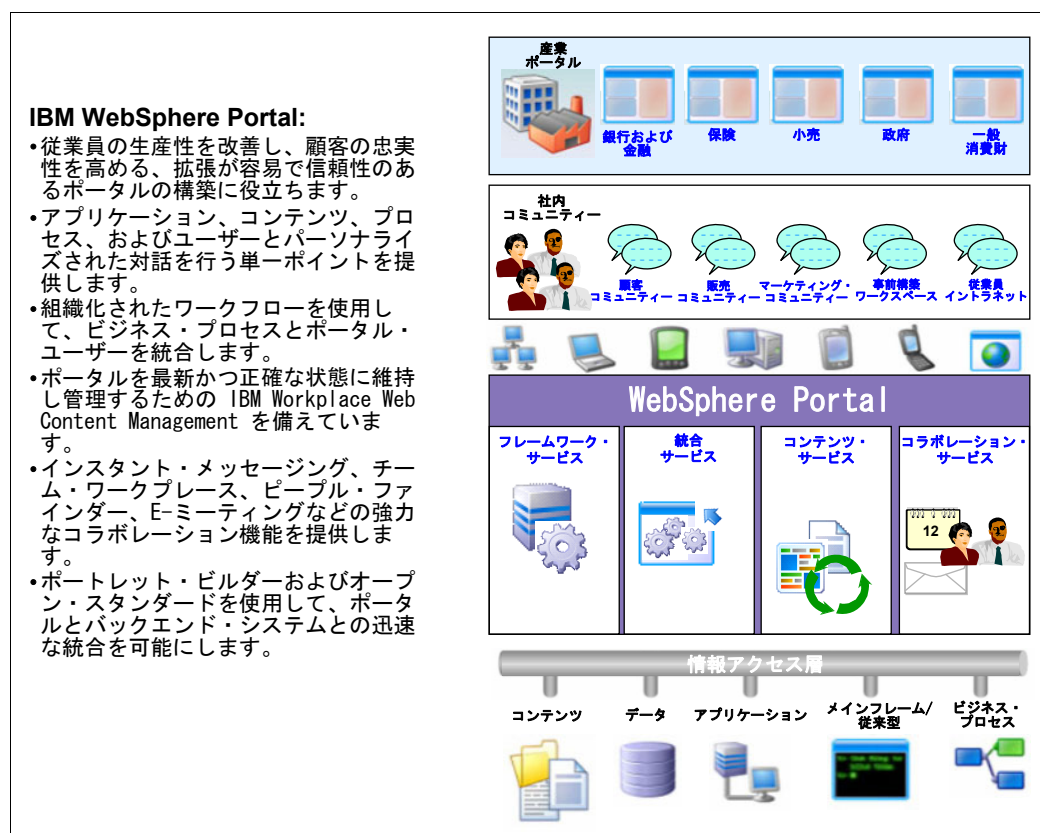 IBM WebSphere Portal:
•従業員の生産性を改善し、顧客の忠実
性を高める、拡張が容易で信頼性のあ
るポータルの構築に役立ちます。
•アプリケーション、コンテンツ、プロ
セス、およびユーザーとパーソナライ
ズされた対話を行う単一ポイントを提
供します。
•組織化されたワークフローを使用し
て、ビジネス・プロセスとポータル・
ユーザーを統合します。
•ポータルを最新かつ正確な状態に維持
し管理するための IBM Workplace Web
Content Management を備えていま
す。
•インスタント・メッセージング、チー
ム・ワークプレース、ピープル・ファ
インダー、E-ミーティングなどの強力
なコラボレーション機能を提供しま
す。
•ポートレット・ビルダーおよびオープ
ン・スタンダードを使用して、ポータ
ルとバックエンド・システムとの迅速
な統合を可能にします。
産業
ポータル
銀行および
金融
保険
小売
政府
一般
消費財
社内
コミュニティー
顧客
コミュニティー
販売
コミュニティー
マーケティング・
コミュニティー
事前構築
ワークスペース
従業員
イントラネット
WebSphere Portal
フレームワーク・
サービス
統合
サービス
コンテンツ・
サービス
コラボレーション・
サービス
12
情報アクセス層
コンテンツ
データ
アプリケーション
メインフレーム/
従来型
ビジネス・
プロセス